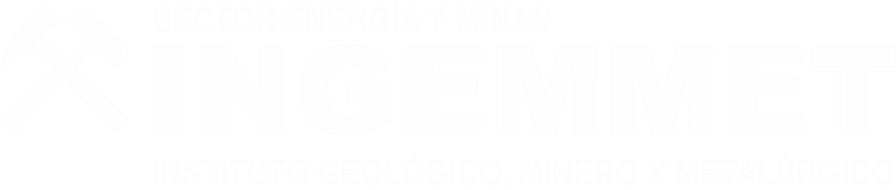 SECTOR ENERGÍA Y MINAS
INGEMMET
INSTITUTO GEOLÓGICO, MINERO Y METALÚRGICO